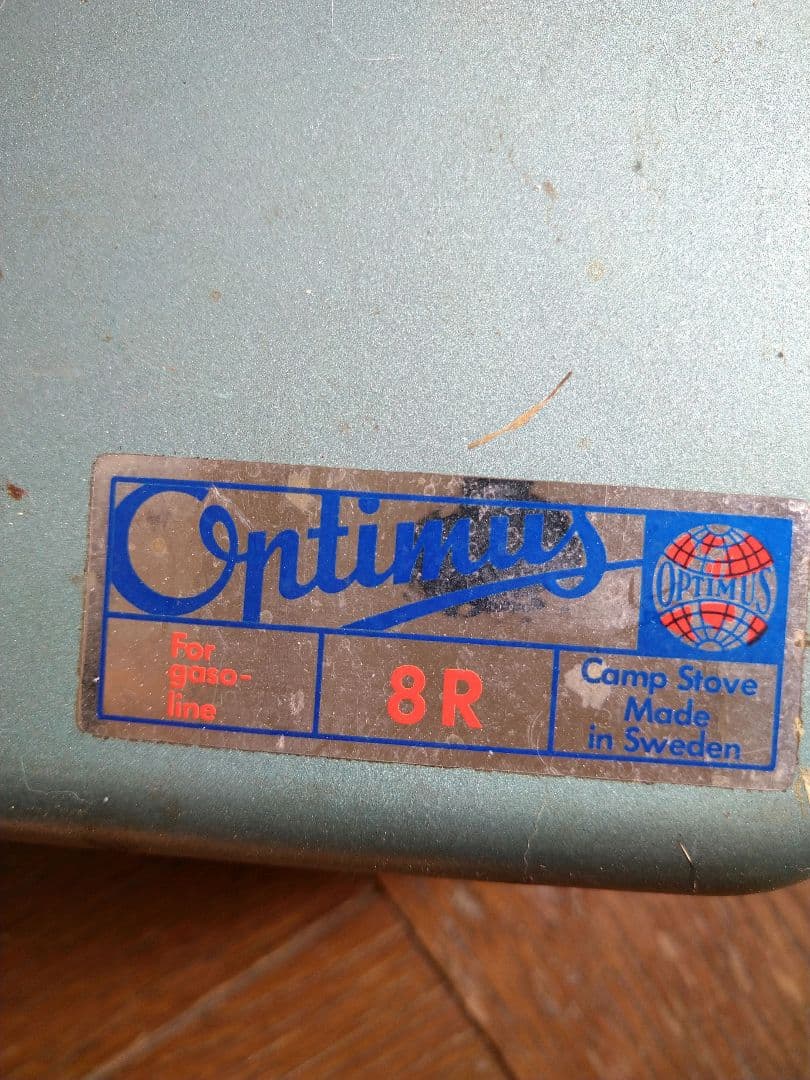 Optimus
OPTIMUS
For
gaso-
line
8R
Camp Stove
Made
in Sweden